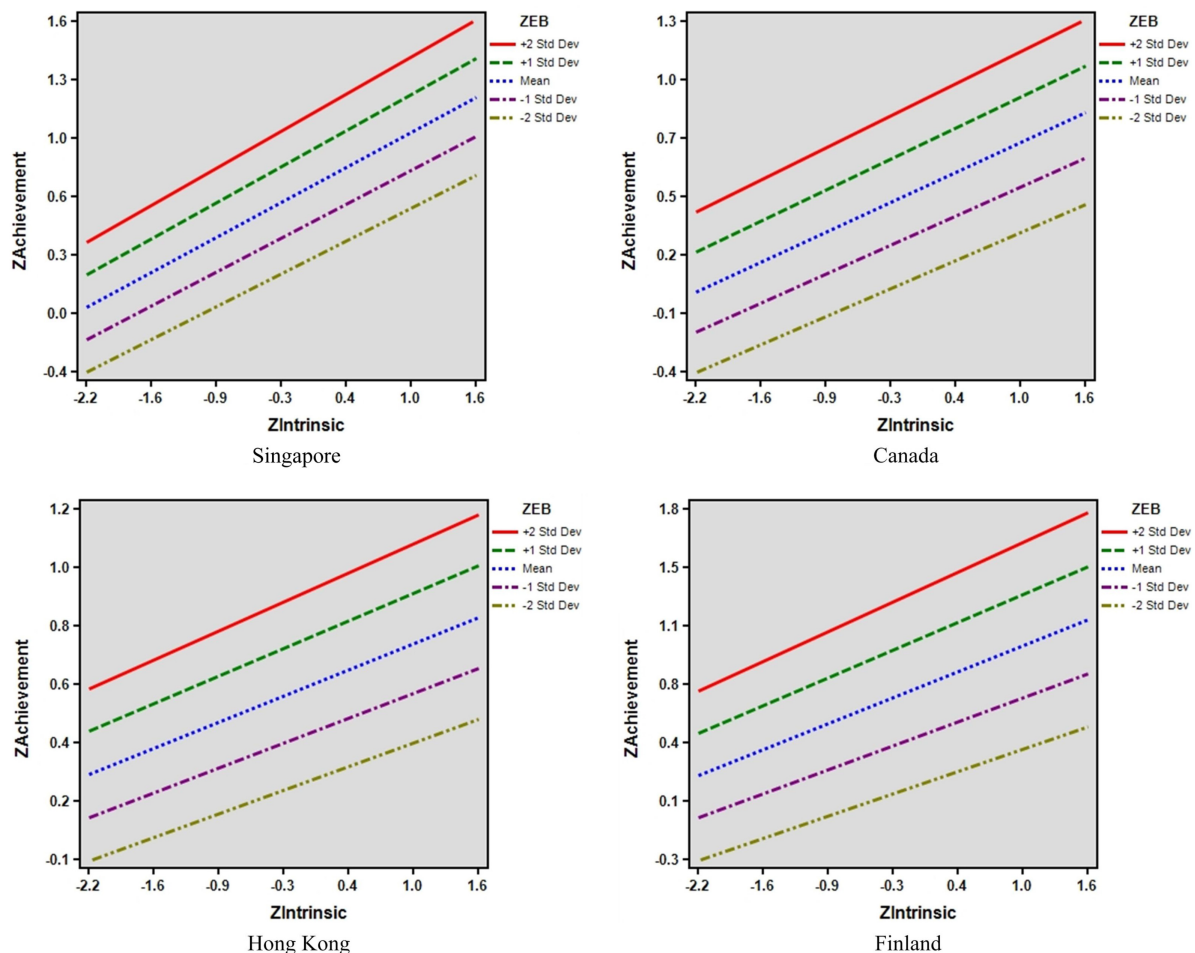 1.6
1.3
1.0
0.6
0.3
0.0
-0.4
ZAchievement
-2.2 -1.6 -0.9 -0.3 0.4 1.0 1.6
ZIntrinsic
ZEB
+2 Std Dev
+1 Std Dev
Mean
-1 Std Dev
-2 Std Dev
Singapore
1.3
1.0
0.7
0.5
0.2
-0.1
-0.4
ZAchievement
-2.2 -1.6 -0.9 -0.3 0.4 1.0 1.6
ZIntrinsic
ZEB
+2 Std Dev
+1 Std Dev
Mean
-1 Std Dev
-2 Std Dev
Canada
1.2
1.0
0.8
0.6
0.4
0.2
-0.1
ZAchievement
-2.2 -1.6 -0.9 -0.3 0.4 1.0 1.6
ZIntrinsic
ZEB
+2 Std Dev
+1 Std Dev
Mean
-1 Std Dev
-2 Std Dev
Hong Kong
1.8
1.5
1.1
0.8
0.4
0.1
-0.3
ZAchievement
-2.2 -1.6 -0.9 -0.3 0.4 1.0 1.6
ZIntrinsic
ZEB
+2 Std Dev
+1 Std Dev
Mean
-1 Std Dev
-2 Std Dev
Finland